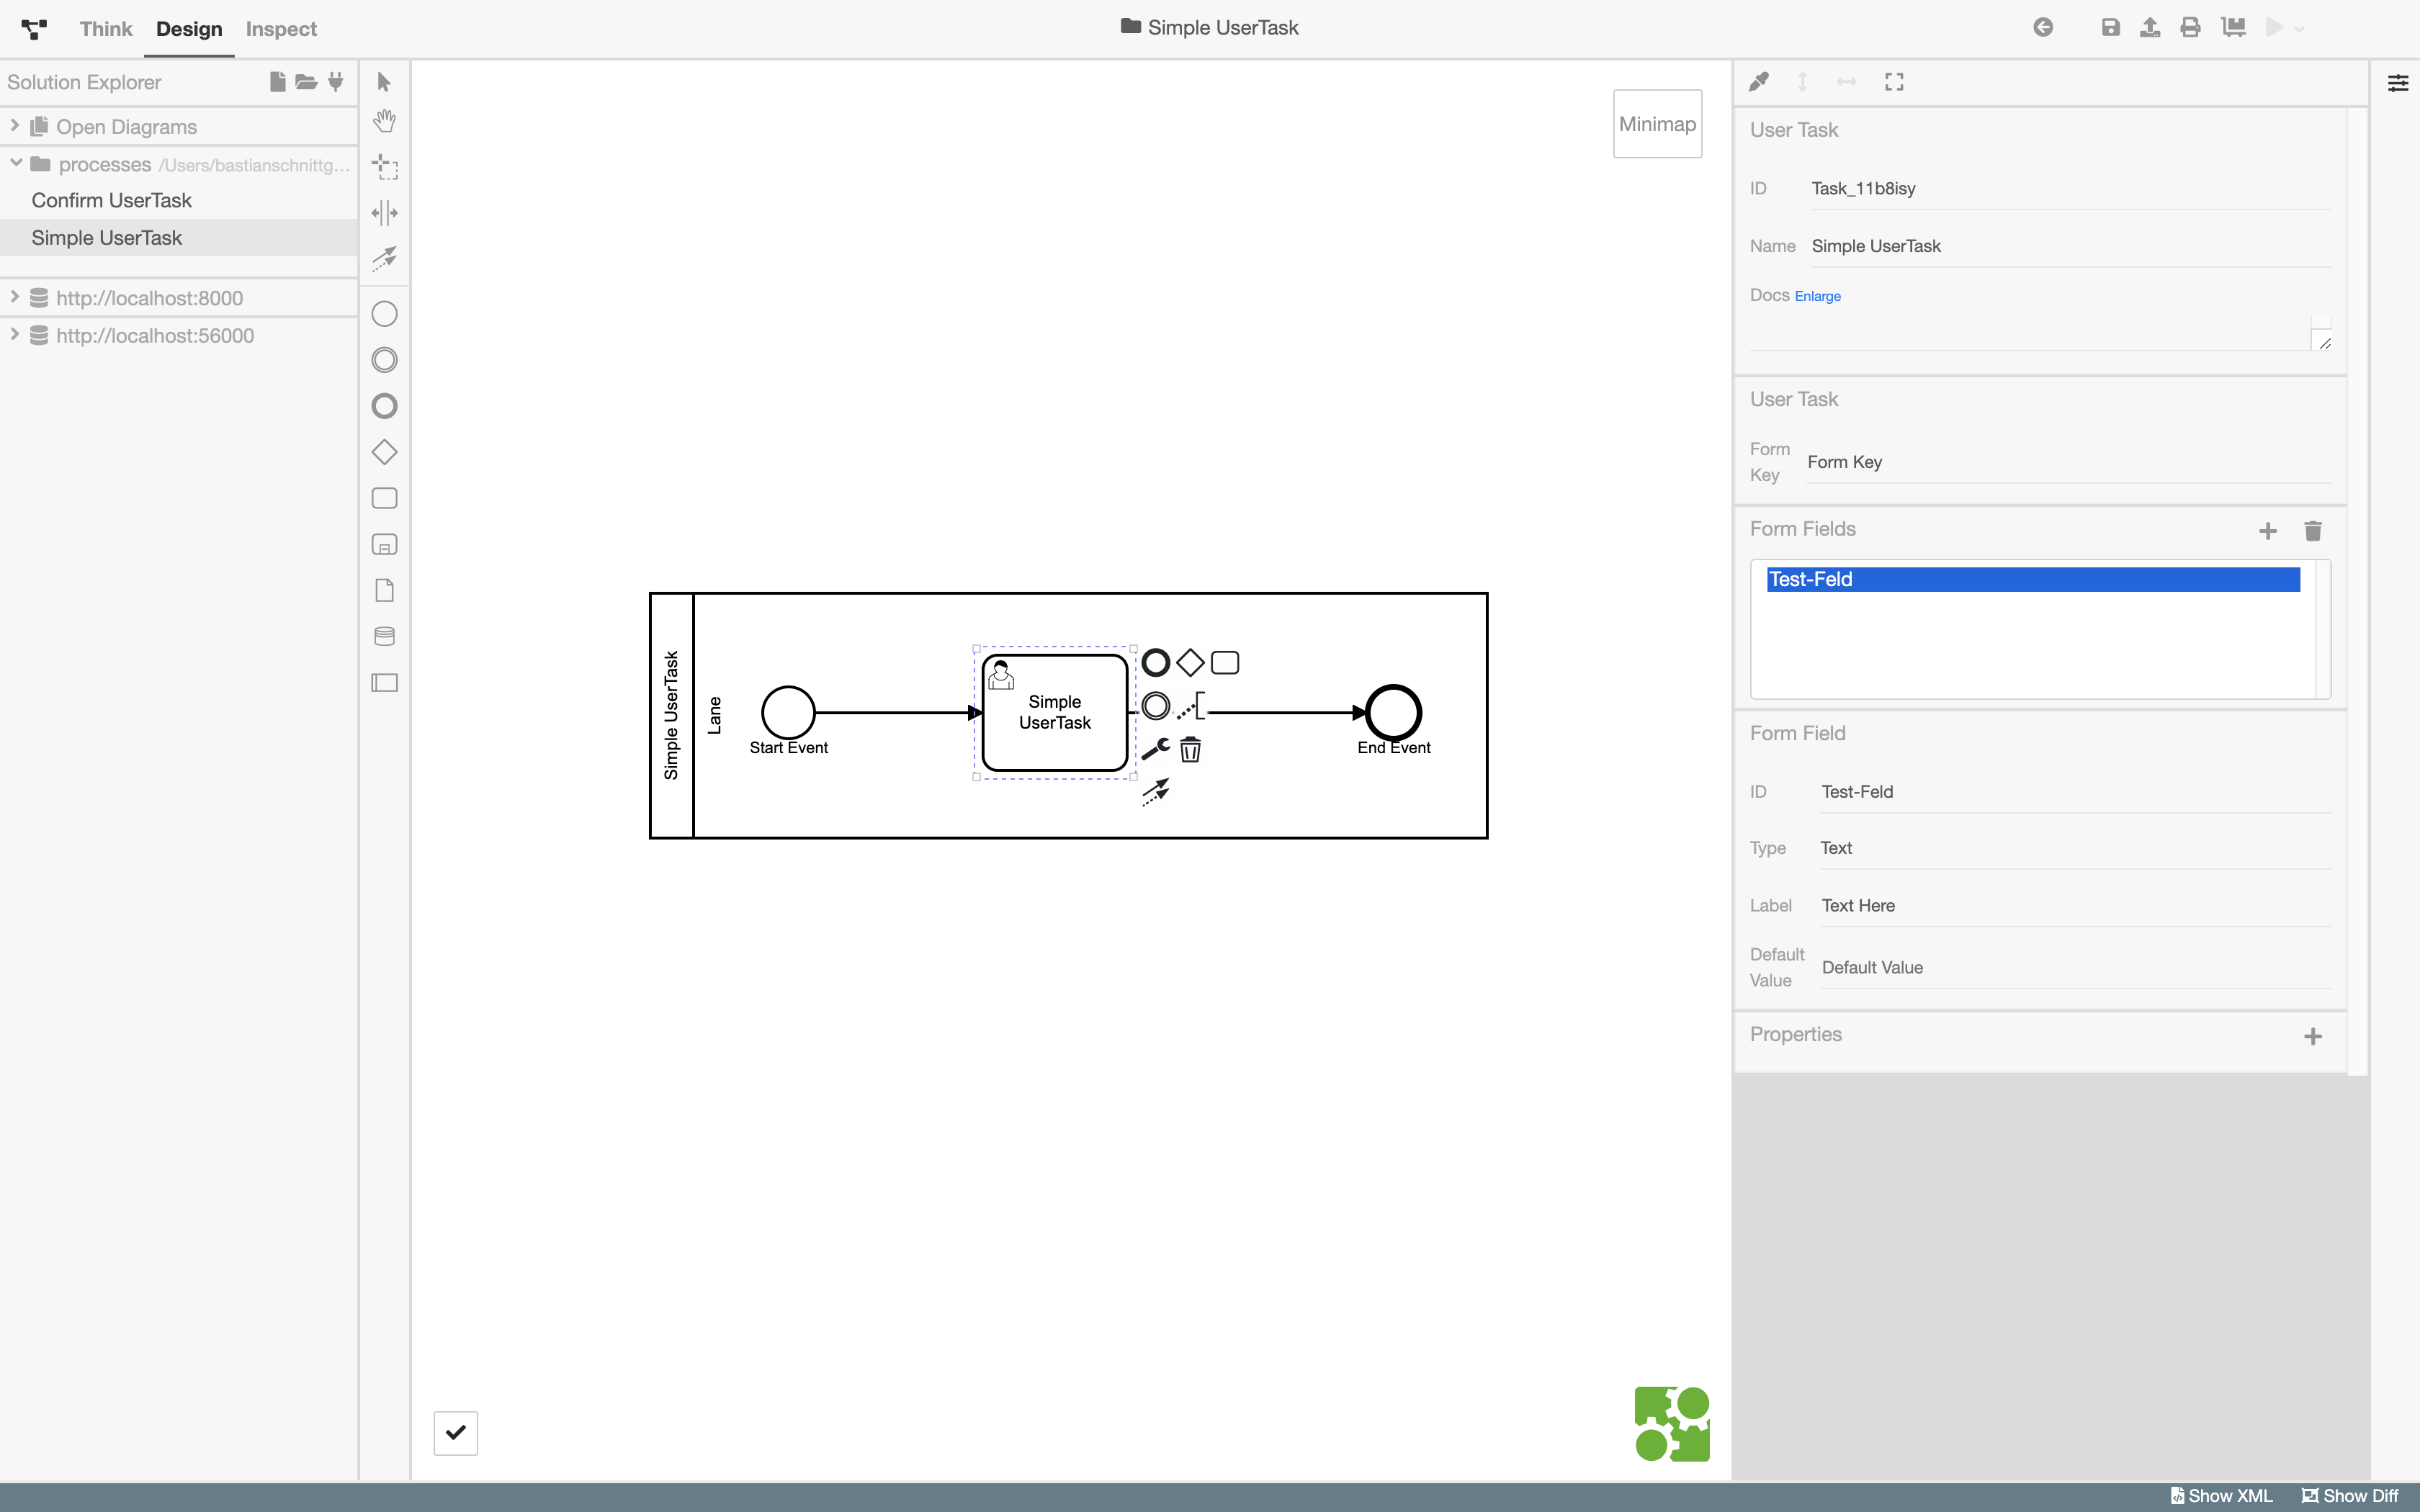 Think Design Inspect
Simple UserTask
Solution Explorer
Open Diagrams
processes /Users/bastianschnittg...
Confirm UserTask
Simple UserTask
http://localhost:8000
http://localhost:56000
Minimap
Simple UserTask
Lane
Start Event
Simple
UserTask
End Event
User Task
ID Task_11b8isy
Name Simple UserTask
Docs Enlarge
User Task
Form
Key
Form Key
Form Fields
Test-Feld
Form Field
ID Test-Feld
Type Text
Label Text Here
Default
Value
Default Value
Properties
Show XML Show Diff